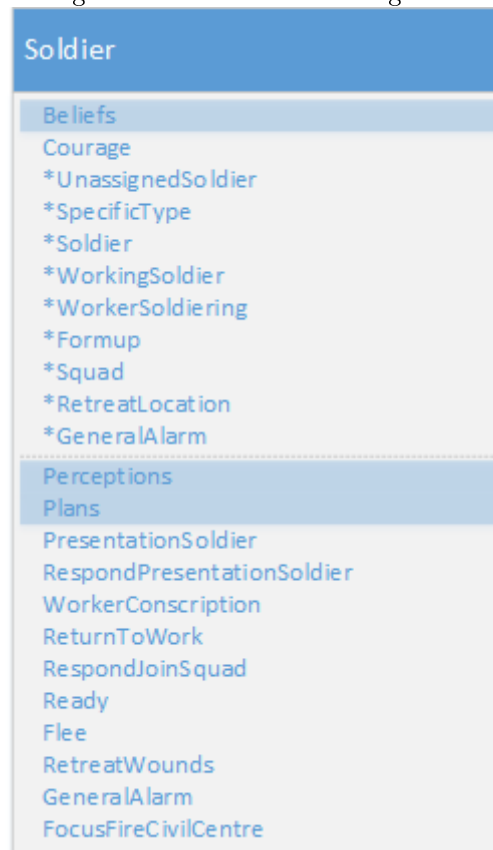 Soldier
Beliefs
Courage
*UnassignedSoldier
*SpecificType
*Soldier
*WorkingSoldier
*WorkerSoldiering
*Formup
*Squad
*RetreatLocation
*GeneralAlarm
Perceptions
Plans
PresentationSoldier
RespondPresentationSoldier
WorkerConscription
ReturnToWork
RespondJoinSquad
Ready
Flee
RetreatWounds
GeneralAlarm
FocusFireCivilCentre